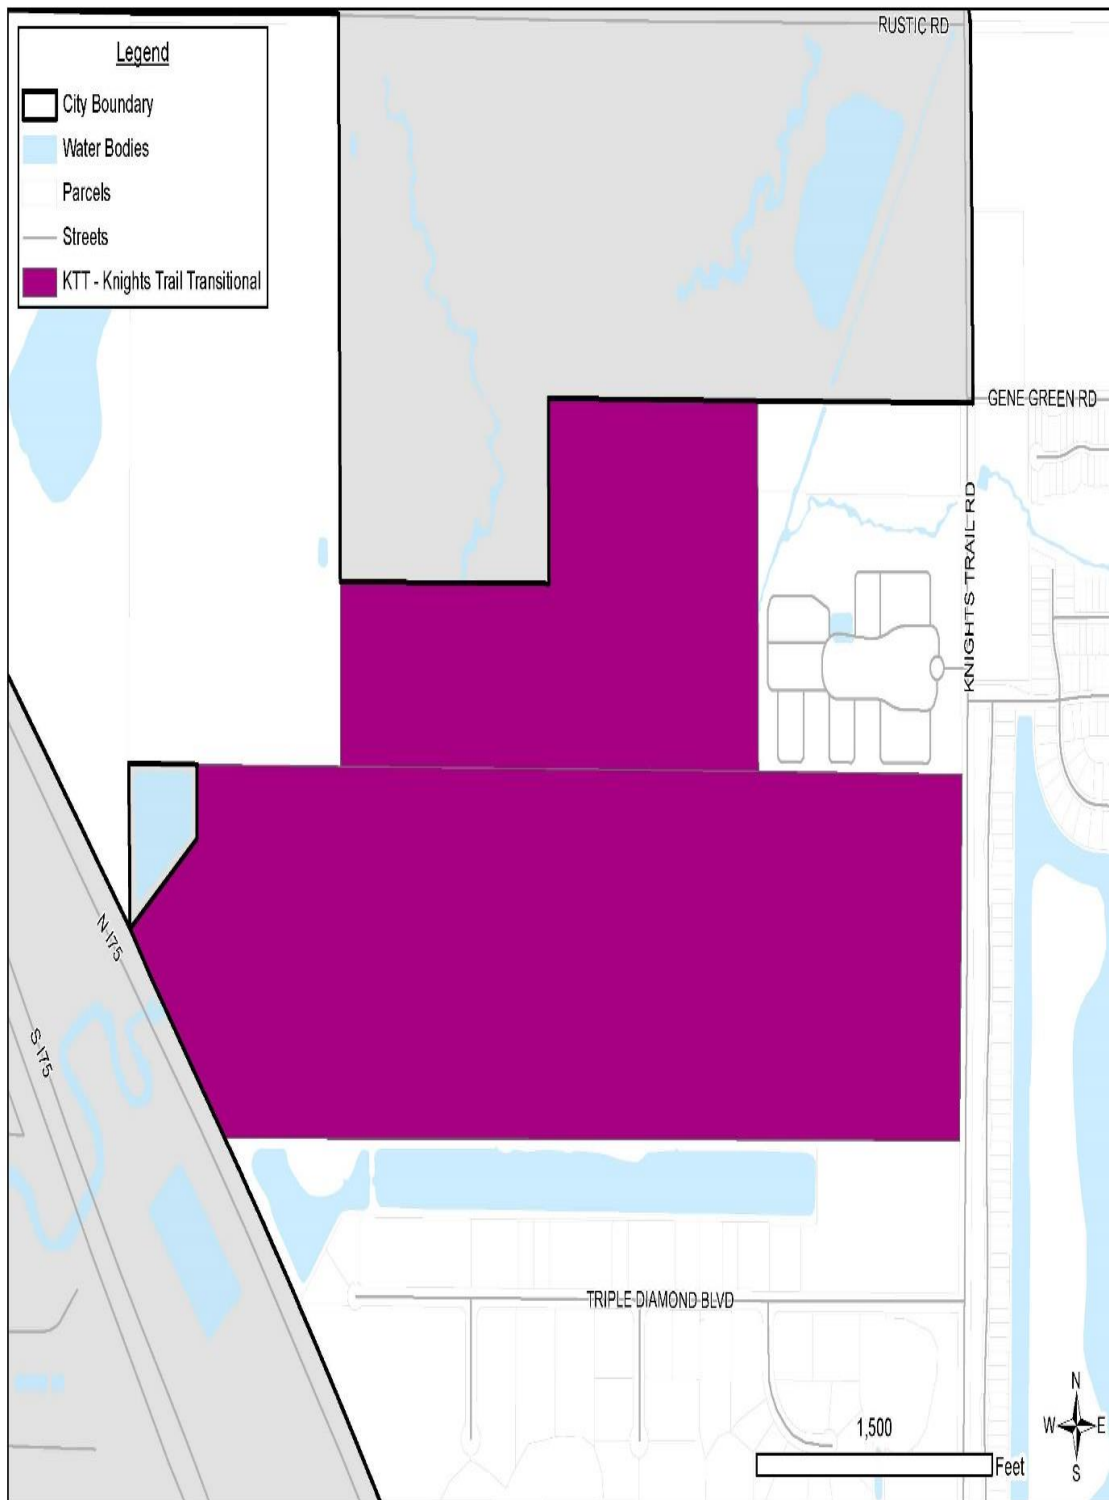 RUSTIC RD
Legend
City Boundary
Water Bodies
Parcels
Streets
KTT - Knights Trail Transitional
GENE GREEN RD
KNIGHTS TRAIL RD
N I75
S I75
TRIPLE DIAMOND BLVD
1,500
Feet
N
W E
S